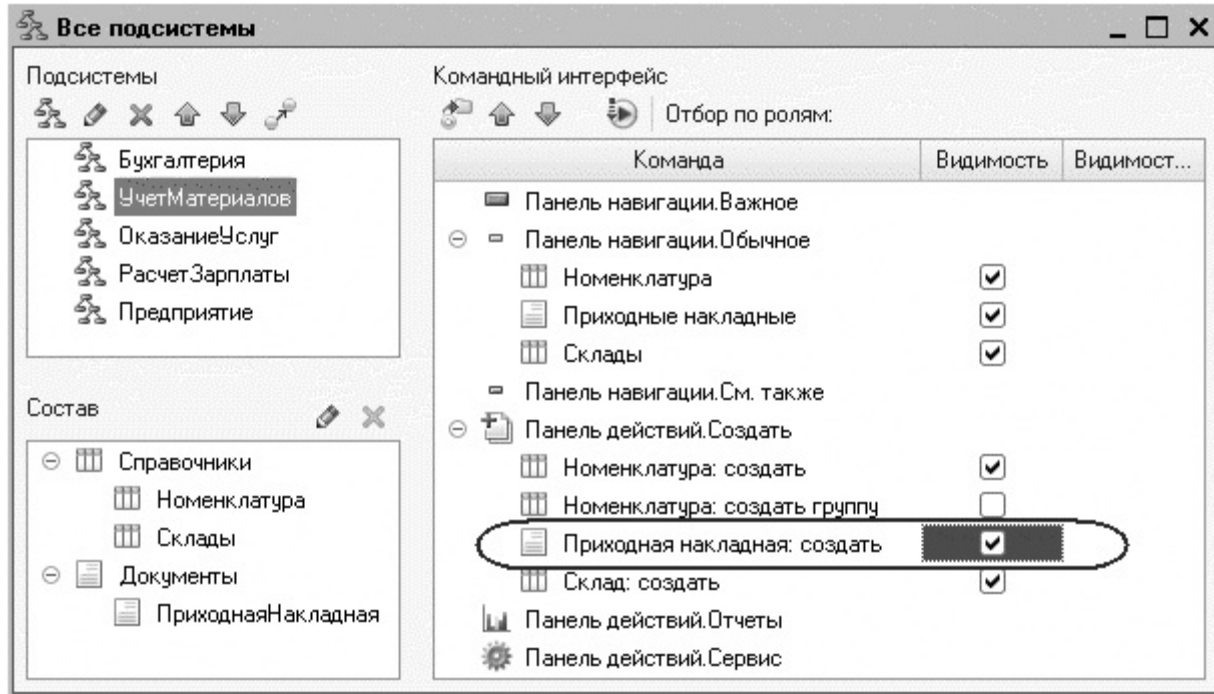 Все подсистемы
Подсистемы
Бухгалтерия
УчетМатериалов
ОказаниеУслуг
РасчетЗарплаты
Предприятие
Состав
Справочники
Номенклатура
Склады
Документы
ПриходнаяНакладная
Командный интерфейс
Отбор по ролям:
Команда Видимость Видимост...
Панель навигации.Важное
Панель навигации.Обычное
Номенклатура
Приходные накладные
Склады
Панель навигации.См. также
Панель действий.Создать
Номенклатура: создать
Номенклатура: создать группу
Приходная накладная: создать
Склад: создать
Панель действий.Отчеты
Панель действий.Сервис